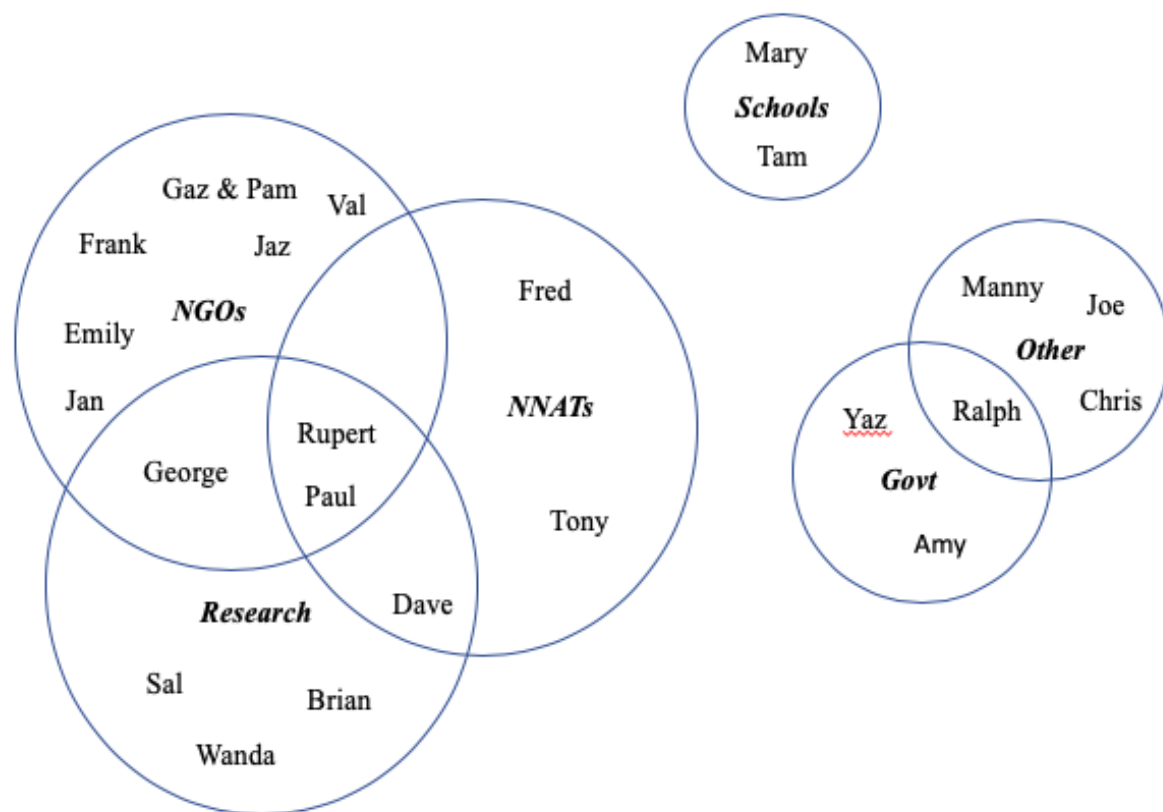 Mary
Schools
Tam
Gaz & Pam
Val
Frank
Jaz
NGOs
Emily
Jan
George
Rupert
Paul
Fred
NNATs
Tony
Dave
Research
Sal
Brian
Wanda
Manny
Joe
Other
Chris
Ralph
Yaz
Govt
Amy